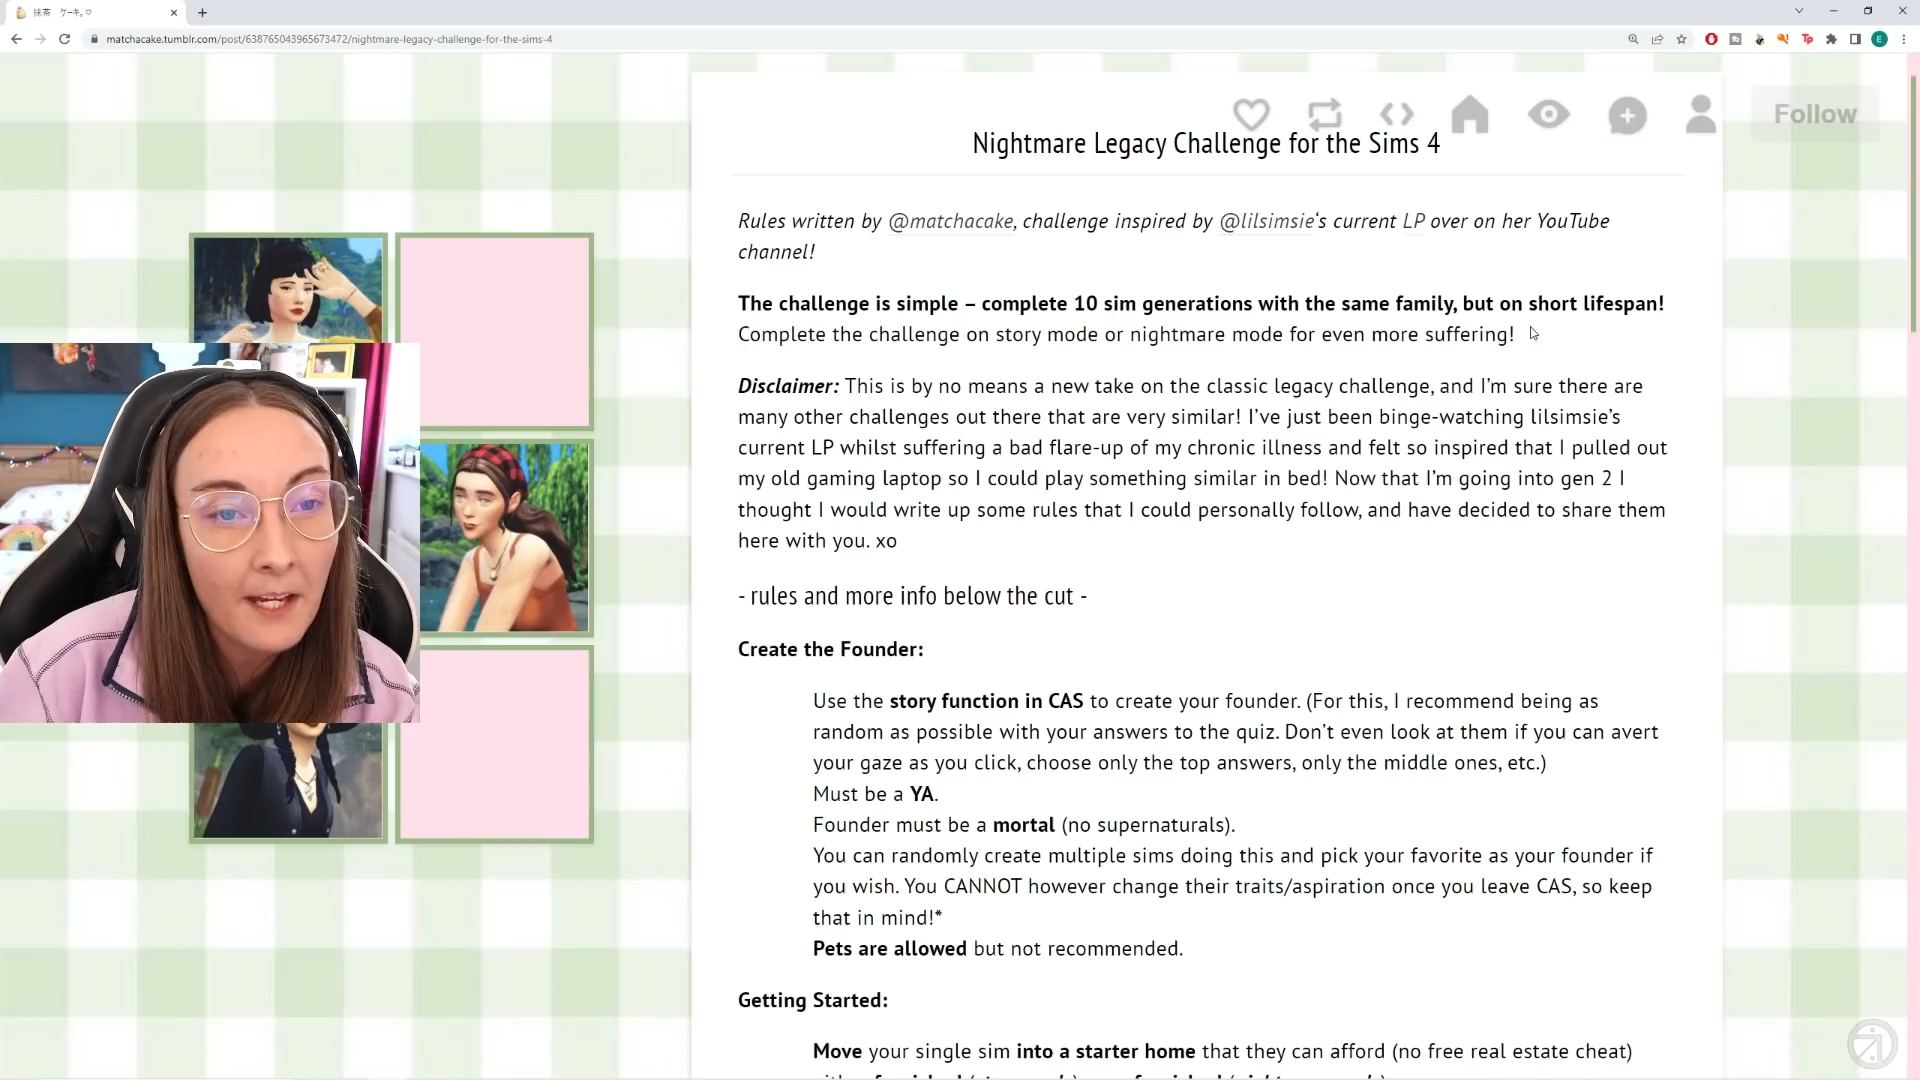 抹茶 ケーキ。♡
matchacake.tumblr.com/post/638765043965673472/nightmare-legacy-challenge-for-the-sims-4
Tp
E
Follow
Nightmare Legacy Challenge for the Sims 4
Rules written by @matchacake, challenge inspired by @lilsimsie‘s current LP over on her YouTube
channel!
The challenge is simple – complete 10 sim generations with the same family, but on short lifespan!
Complete the challenge on story mode or nightmare mode for even more suffering!
Disclaimer: This is by no means a new take on the classic legacy challenge, and I’m sure there are
many other challenges out there that are very similar! I’ve just been binge-watching lilsimsie’s
current LP whilst suffering a bad flare-up of my chronic illness and felt so inspired that I pulled out
my old gaming laptop so I could play something similar in bed! Now that I’m going into gen 2 I
thought I would write up some rules that I could personally follow, and have decided to share them
here with you. xo
- rules and more info below the cut -
Create the Founder:
Use the story function in CAS to create your founder. (For this, I recommend being as
random as possible with your answers to the quiz. Don’t even look at them if you can avert
your gaze as you click, choose only the top answers, only the middle ones, etc.)
Must be a YA.
Founder must be a mortal (no supernaturals).
You can randomly create multiple sims doing this and pick your favorite as your founder if
you wish. You CANNOT however change their traits/aspiration once you leave CAS, so keep
that in mind!*
Pets are allowed but not recommended.
Getting Started:
Move your single sim into a starter home that they can afford (no free real estate cheat)